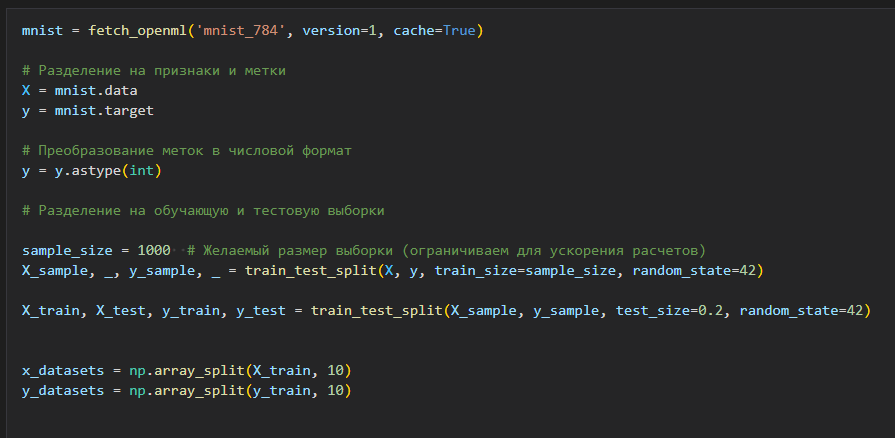 mnist = fetch_openml('mnist_784', version=1, cache=True)
# Разделение на признаки и метки
X = mnist.data
y = mnist.target
# Преобразование меток в числовой формат
y = y.astype(int)
# Разделение на обучающую и тестовую выборки
sample_size = 1000  # Желаемый размер выборки (ограничиваем для ускорения расчетов)
X_sample, _, y_sample, _ = train_test_split(X, y, train_size=sample_size, random_state=42)
X_train, X_test, y_train, y_test = train_test_split(X_sample, y_sample, test_size=0.2, random_state=42)
x_datasets = np.array_split(X_train, 10)
y_datasets = np.array_split(y_train, 10)